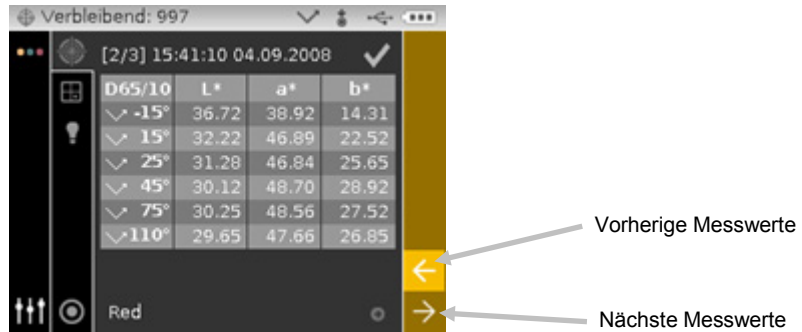 Verbleibend: 997
[2/3] 15:41:10 04.09.2008
D65/10 L* a* b*
-15° 36.72 38.92 14.31
15° 32.22 46.89 22.52
25° 31.28 46.84 25.65
45° 30.12 48.70 28.92
75° 30.25 48.56 27.52
110° 29.65 47.66 26.85
Red
Vorherige Messwerte
Nächste Messwerte